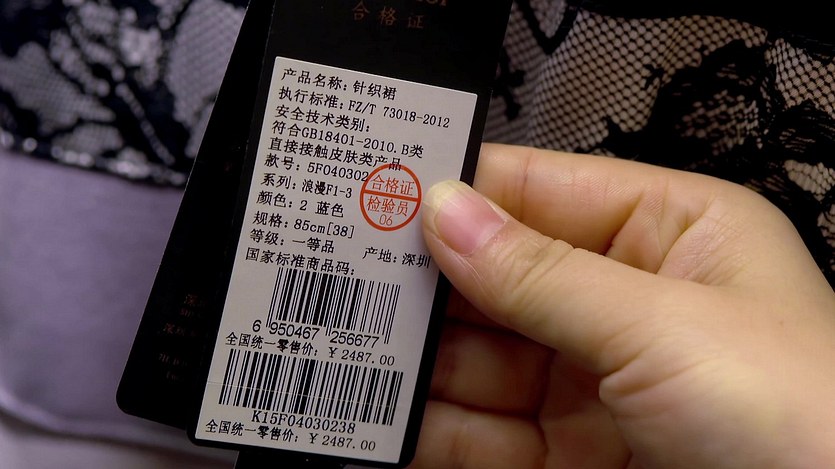 合格证
产品名称：针织裙
执行标准：FZ/T 73018-2012
安全技术类别：
符合GB18401-2010.B类
直接接触皮肤类产品
款号：5F040302
系列：浪漫F1-3
合格证
检验员
06
颜色：2 蓝色
规格：85cm[38]
等级：一等品 产地：深圳
国家标准商品码：
6 950467 256677
全国统一零售价：¥ 2487.00
K15F04030238
全国统一零售价：¥ 2487.00